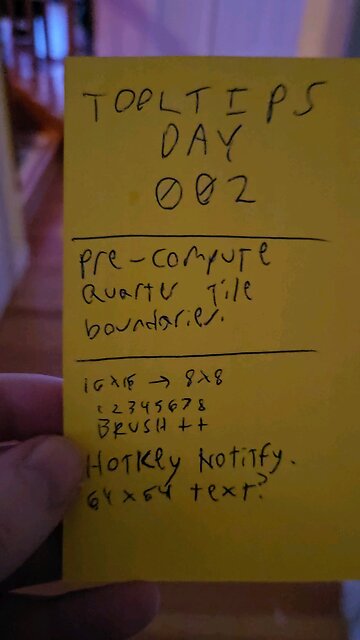 TOOLTIPS
DAY
002
Pre-compute
Quarter Tile
boundaries.
16x16 → 8x8
12345678
BRUSH ++
HOTKEY NOTIFY.
64x64 text?